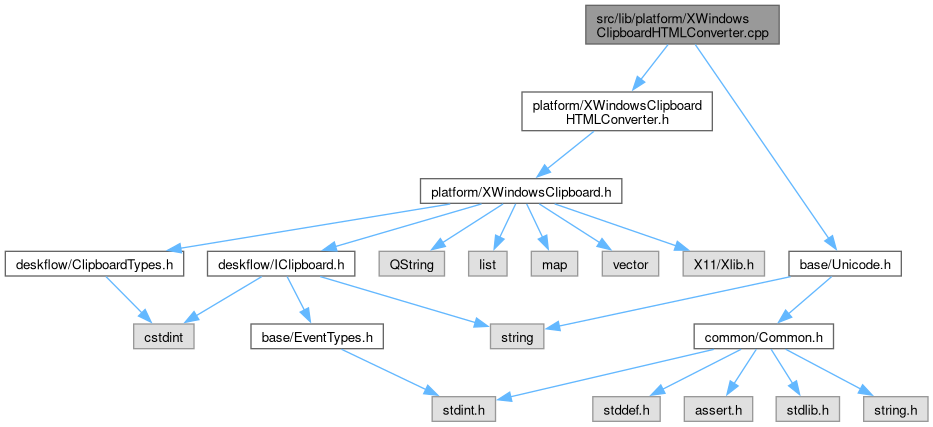 src/lib/platform/XWindows
ClipboardHTMLConverter.cpp
platform/XWindowsClipboard
HTMLConverter.h
platform/XWindowsClipboard.h
deskflow/ClipboardTypes.h
deskflow/IClipboard.h
QString
list
map
vector
X11/Xlib.h
base/Unicode.h
cstdint
base/EventTypes.h
string
common/Common.h
stdint.h
stddef.h
assert.h
stdlib.h
string.h